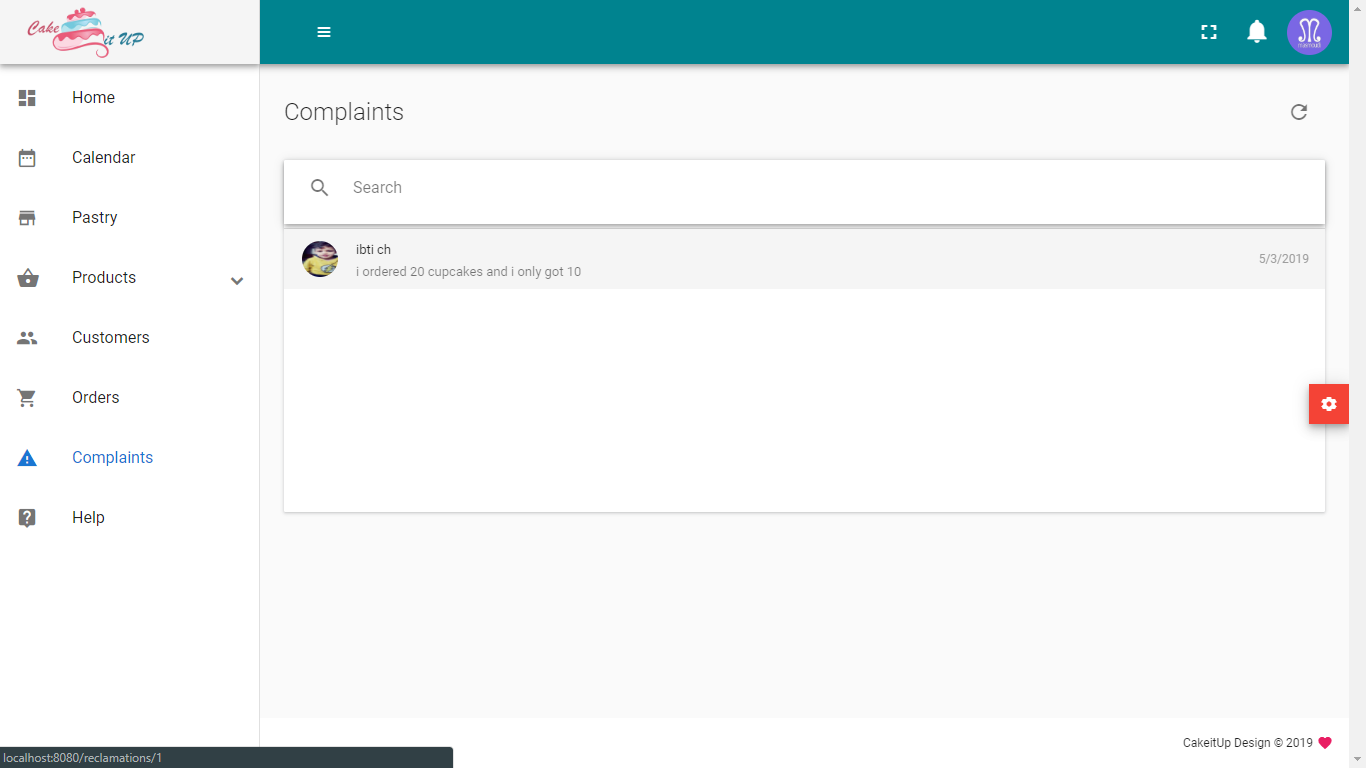 Cake it UP
masmoudi
Home
Calendar
Pastry
Products
Customers
Orders
Complaints
Help
Complaints
Search
ibti ch
i ordered 20 cupcakes and i only got 10
5/3/2019
CakeitUp Design © 2019
localhost:8080/reclamations/1